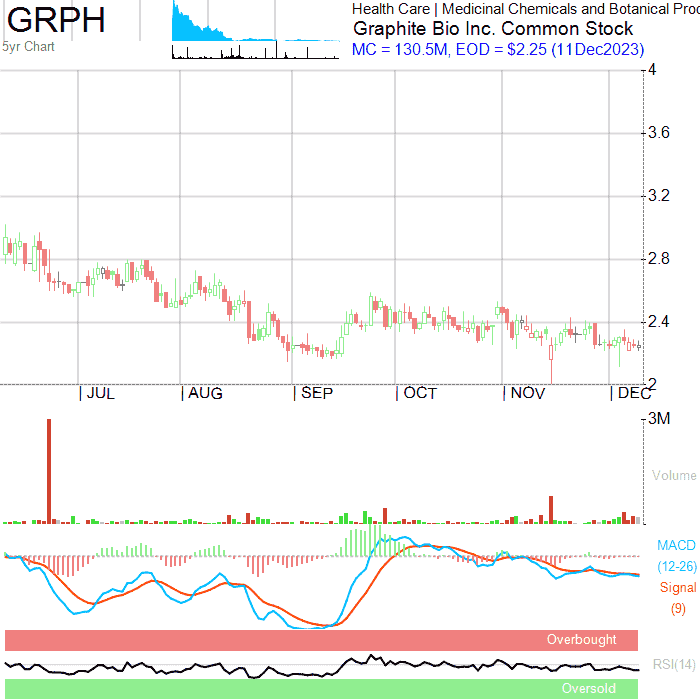 GRPH
5yr Chart
Health Care | Medicinal Chemicals and Botanical Proc
Graphite Bio Inc. Common Stock
MC = 130.5M, EOD = $2.25 (11Dec2023)
4
3.6
3.2
2.8
2.4
2
JUL
AUG
SEP
OCT
NOV
DEC
3M
Volume
MACD
(12-26)
Signal
(9)
Overbought
RSI(14)
Oversold